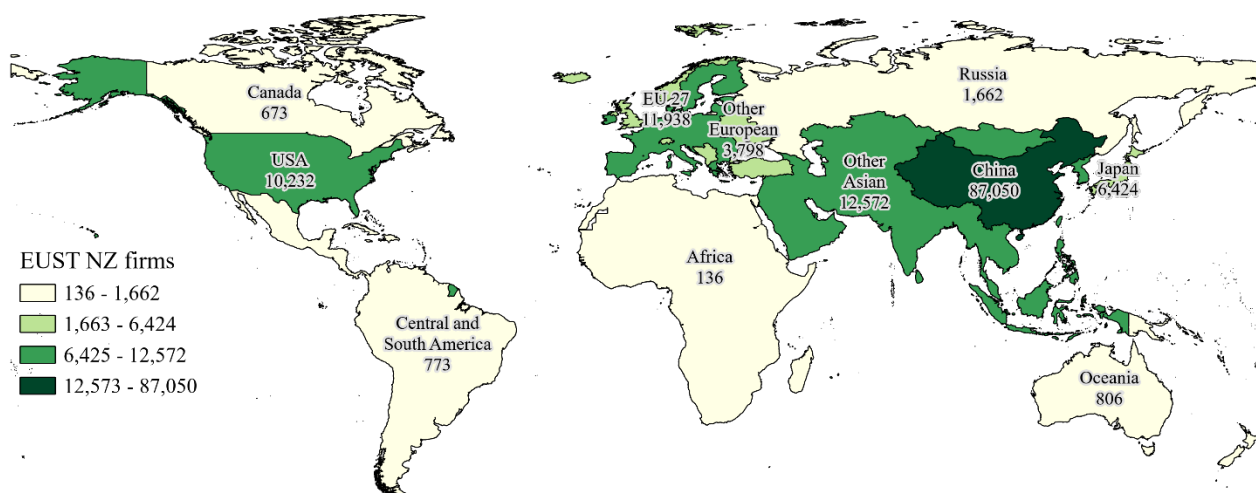 Canada
673
USA
10,232
EU 27
11,938
Other
European
3,798
Russia
1,662
Other
Asian
12,572
China
87,050
Japan
6,424
Africa
136
Central and
South America
773
Oceania
806
EUST NZ firms
136 - 1,662
1,663 - 6,424
6,425 - 12,572
12,573 - 87,050